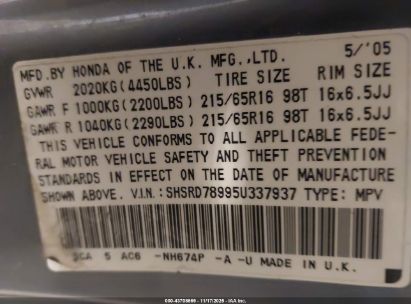 MFD.BY HONDA OF THE U.K. MFG.,LTD. 5/'05
GVWR 2020KG(4450LBS) TIRE SIZE RIM SIZE
GAWR F 1000KG(2200LBS) 215/65R16 98T 16x6.5JJ
GAWR R 1040KG(2290LBS) 215/65R16 98T 16x6.5JJ
THIS VEHICLE CONFORMS TO ALL APPLICABLE FEDE-
RAL MOTOR VEHICLE SAFETY AND THEFT PREVENTION
STANDARDS IN EFFECT ON THE DATE OF MANUFACTURE
SHOWN ABOVE. V.I.N.:SHSRD78995U337937 TYPE: MPV
5 AC6 -NH674P -A -U MADE IN U.K.